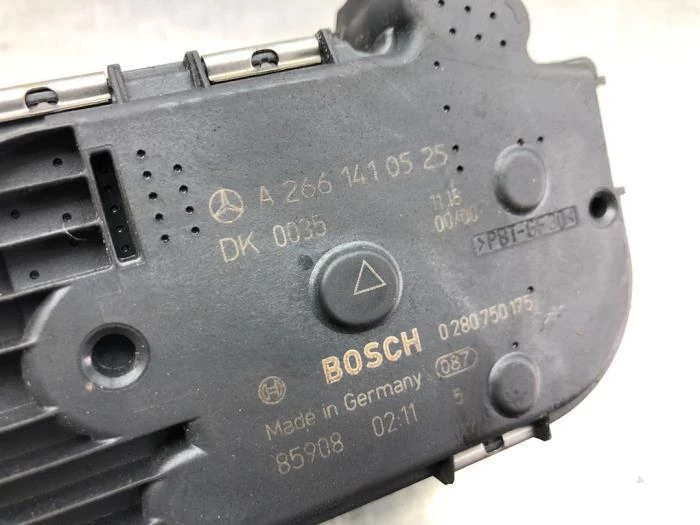 A 266 141 05 25
DK 0035
11.15
00/00
>PBT-GF30<
BOSCH 0 280 750 175
Made in Germany 087
85908 02:11 5